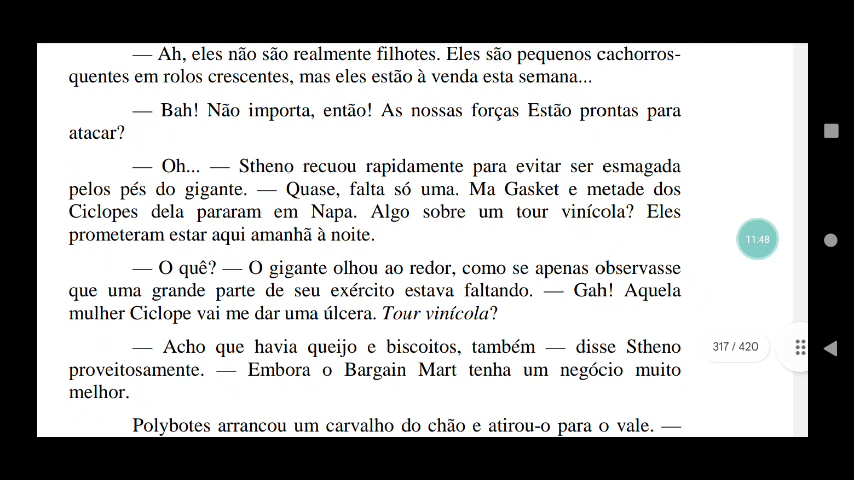 — Ah, eles não são realmente filhotes. Eles são pequenos cachorros-
quentes em rolos crescentes, mas eles estão à venda esta semana...
— Bah! Não importa, então! As nossas forças Estão prontas para
atacar?
— Oh... — Stheno recuou rapidamente para evitar ser esmagada
pelos pés do gigante. — Quase, falta só uma. Ma Gasket e metade dos
Ciclopes dela pararam em Napa. Algo sobre um tour vinícola? Eles
prometeram estar aqui amanhã à noite.
— O quê? — O gigante olhou ao redor, como se apenas observasse
que uma grande parte de seu exército estava faltando. — Gah! Aquela
mulher Ciclope vai me dar uma úlcera. Tour vinícola?
— Acho que havia queijo e biscoitos, também — disse Stheno
proveitosamente. — Embora o Bargain Mart tenha um negócio muito
melhor.
Polybotes arrancou um carvalho do chão e atirou-o para o vale. —
11:48
317 / 420